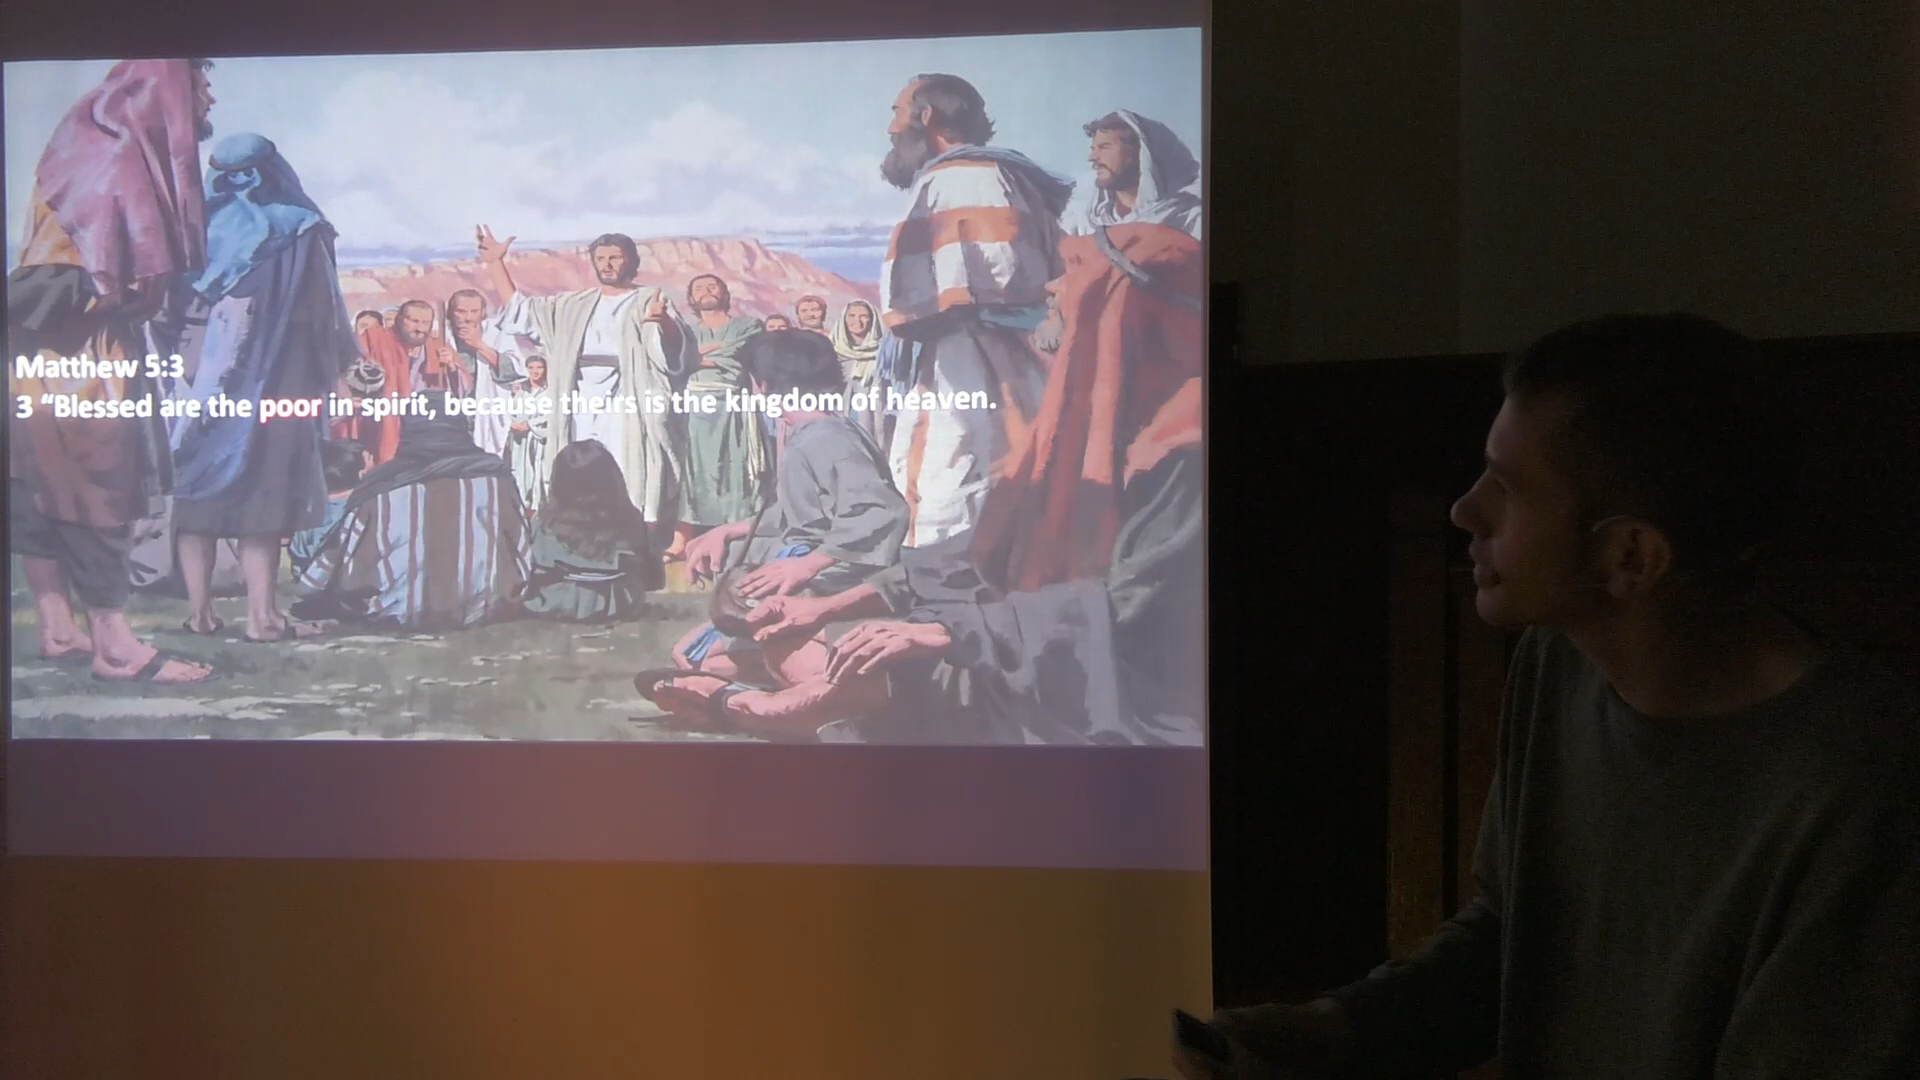 Matthew 5:3
3 “Blessed are the poor in spirit, because theirs is the kingdom of heaven.